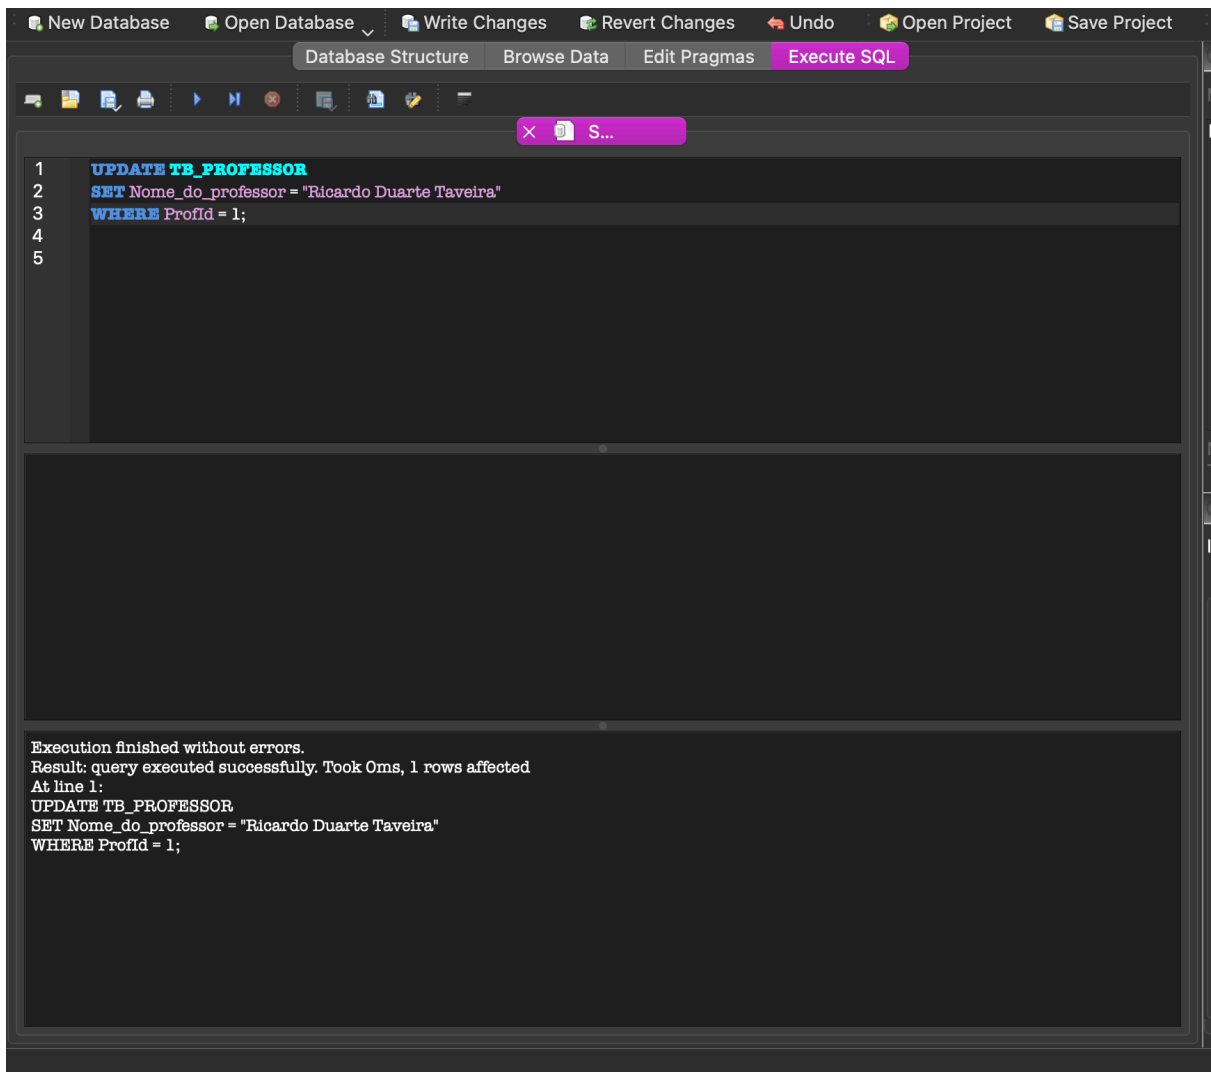 New Database Open Database Write Changes Revert Changes Undo Open Project Save Project
Database Structure Browse Data Edit Pragmas Execute SQL
S...
1 UPDATE TB_PROFESSOR
2 SET Nome_do_professor = "Ricardo Duarte Taveira"
3 WHERE ProfId = 1;
4
5
Execution finished without errors.
Result: query executed successfully. Took 0ms, 1 rows affected
At line 1:
UPDATE TB_PROFESSOR
SET Nome_do_professor = "Ricardo Duarte Taveira"
WHERE ProfId = 1;